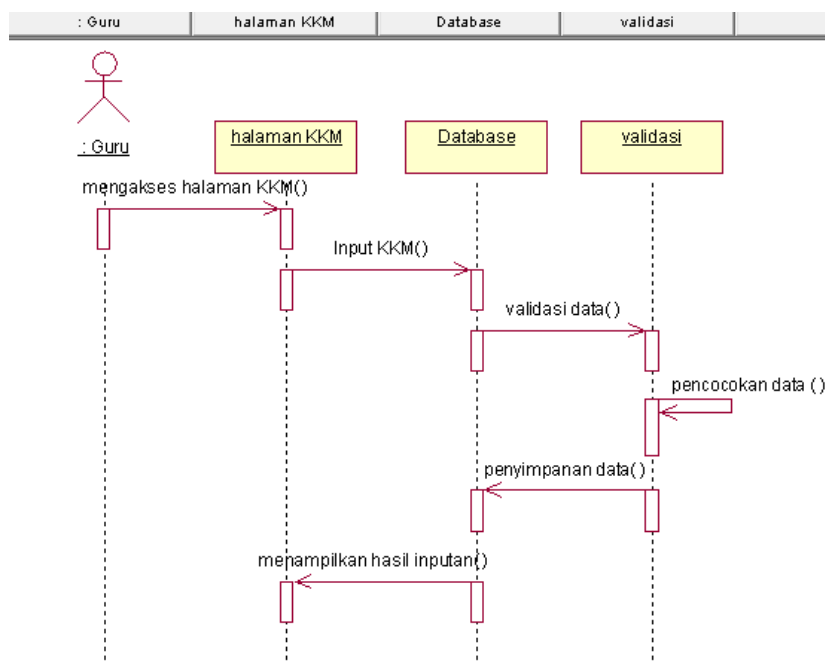 : Guru
halaman KKM
Database
validasi
: Guru
halaman KKM
Database
validasi
mengakses halaman KKM()
Input KKM()
validasi data()
pencocokan data ()
penyimpanan data()
menampilkan hasil inputan()